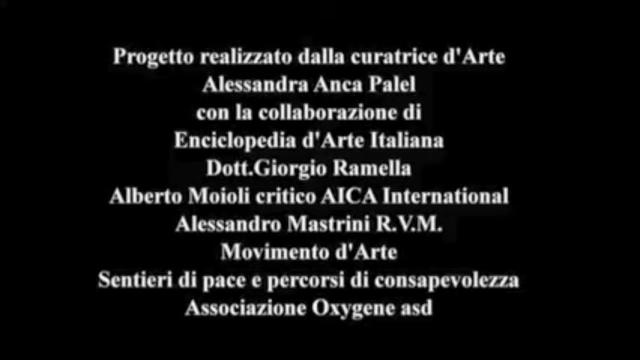 Progetto realizzato dalla curatrice d'Arte
Alessandra Anca Palel
con la collaborazione di
Enciclopedia d'Arte Italiana
Dott.Giorgio Ramella
Alberto Moioli critico AICA International
Alessandro Mastrini R.V.M.
Movimento d'Arte
Sentieri di pace e percorsi di consapevolezza
Associazione Oxygene asd